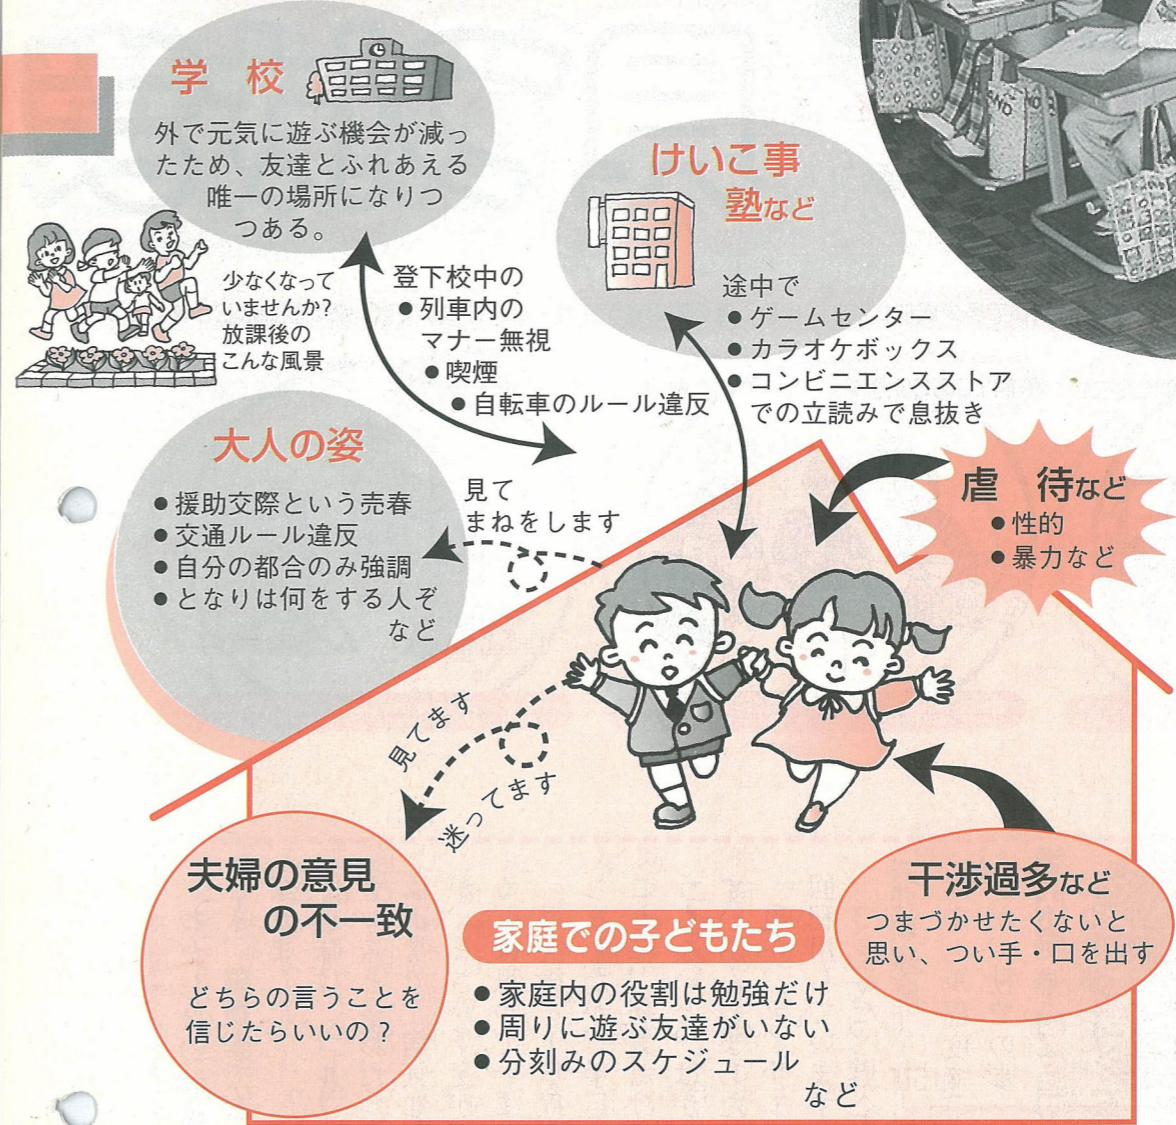 学　校
外で元気に遊ぶ機会が減っ
たため、友達とふれあえる
唯一の場所になりつ
つある。
少なくなって
いませんか?
放課後の
こんな風景
登下校中の
●列車内の
マナー無視
●喫煙
●自転車のルール違反
けいこ事
塾など
途中で
●ゲームセンター
●カラオケボックス
●コンビニエンスストア
での立読みで息抜き
大人の姿
●援助交際という売春
●交通ルール違反
●自分の都合のみ強調
●となりは何をする人ぞ
など
見て
まねをします
虐　待など
●性的
●暴力など
見てます
迷ってます
夫婦の意見
の不一致
どちらの言うことを
信じたらいいの？
家庭での子どもたち
●家庭内の役割は勉強だけ
●周りに遊ぶ友達がいない
●分刻みのスケジュール
など
干渉過多など
つまづかせたくないと
思い、つい手・口を出す